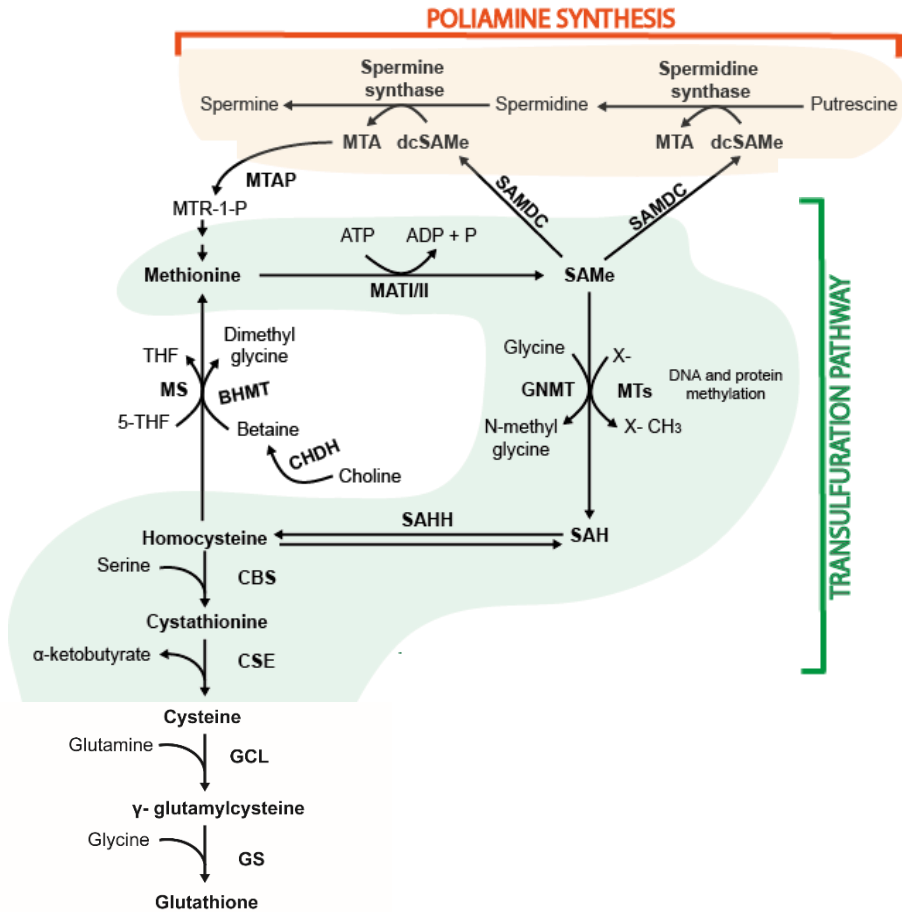 POLIAMINE SYNTHESIS
Spermine
synthase
Spermidine
synthase
Spermine
Spermidine
Putrescine
MTA
dcSAMe
MTA
dcSAMe
MTAP
SAMDC
SAMDC
MTR-1-P
ATP
ADP + P
Methionine
MATI/II
SAMe
THF
Dimethyl
glycine
MS
BHMT
5-THF
Betaine
CHDH
Choline
Glycine
X-
GNMT
MTs
DNA and protein
methylation
N-methyl
glycine
X- CH₃
TRANSULFURATION PATHWAY
Homocysteine
SAHH
SAH
Serine
CBS
Cystathionine
α-ketobutyrate
CSE
Cysteine
Glutamine
GCL
γ- glutamylcysteine
Glycine
GS
Glutathione